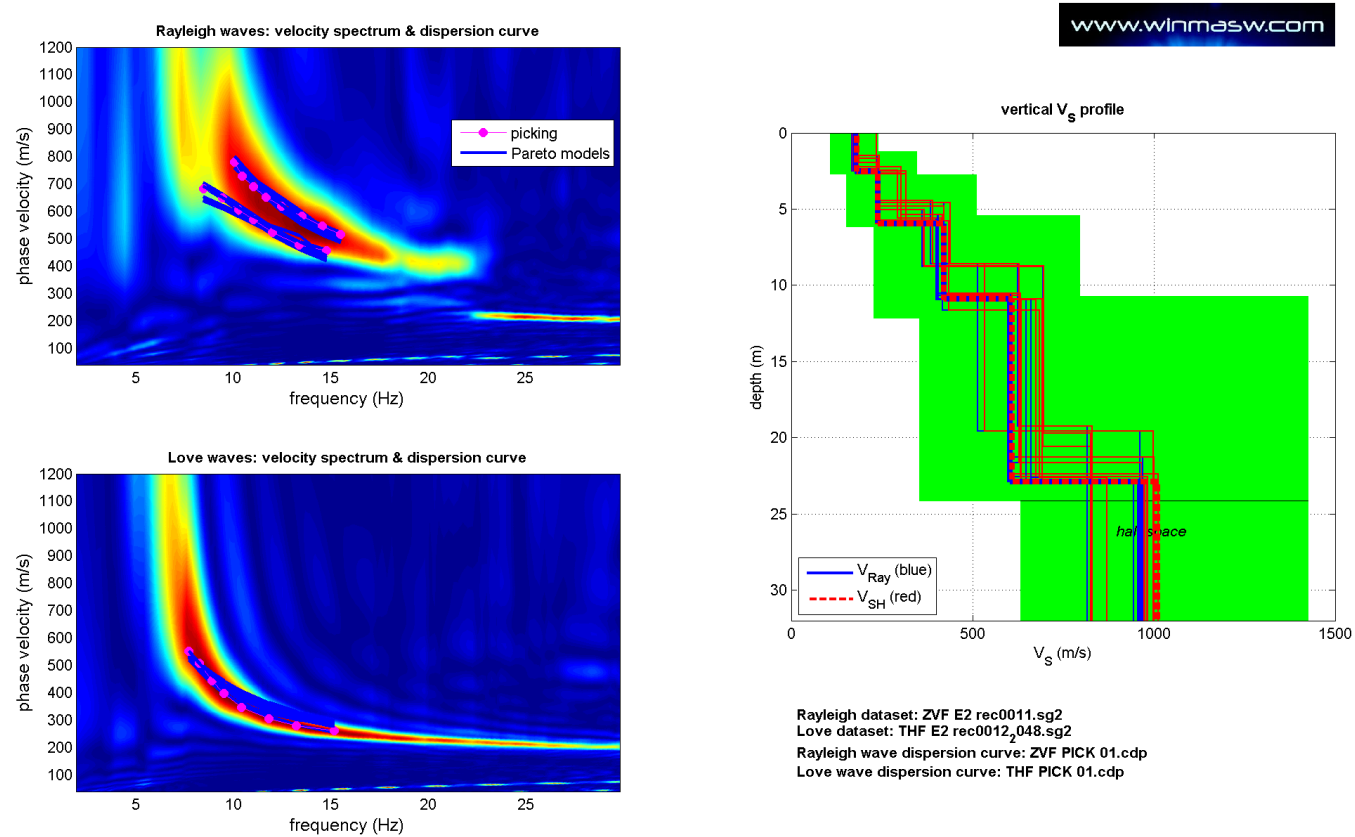 www.winmasw.com
Rayleigh waves: velocity spectrum & dispersion curve
1200
1100
1000
900
800
700
600
500
400
300
200
100
phase velocity (m/s)
picking
Pareto models
5
10
15
20
25
frequency (Hz)
Love waves: velocity spectrum & dispersion curve
1200
1100
1000
900
800
700
600
500
400
300
200
100
phase velocity (m/s)
5
10
15
20
25
frequency (Hz)
vertical VS profile
0
5
10
15
20
25
30
depth (m)
half-space
VRay (blue)
VSH (red)
0
500
1000
1500
VS (m/s)
Rayleigh dataset: ZVF E2 rec0011.sg2
Love dataset: THF E2 rec00122048.sg2
Rayleigh wave dispersion curve: ZVF PICK 01.cdp
Love wave dispersion curve: THF PICK 01.cdp